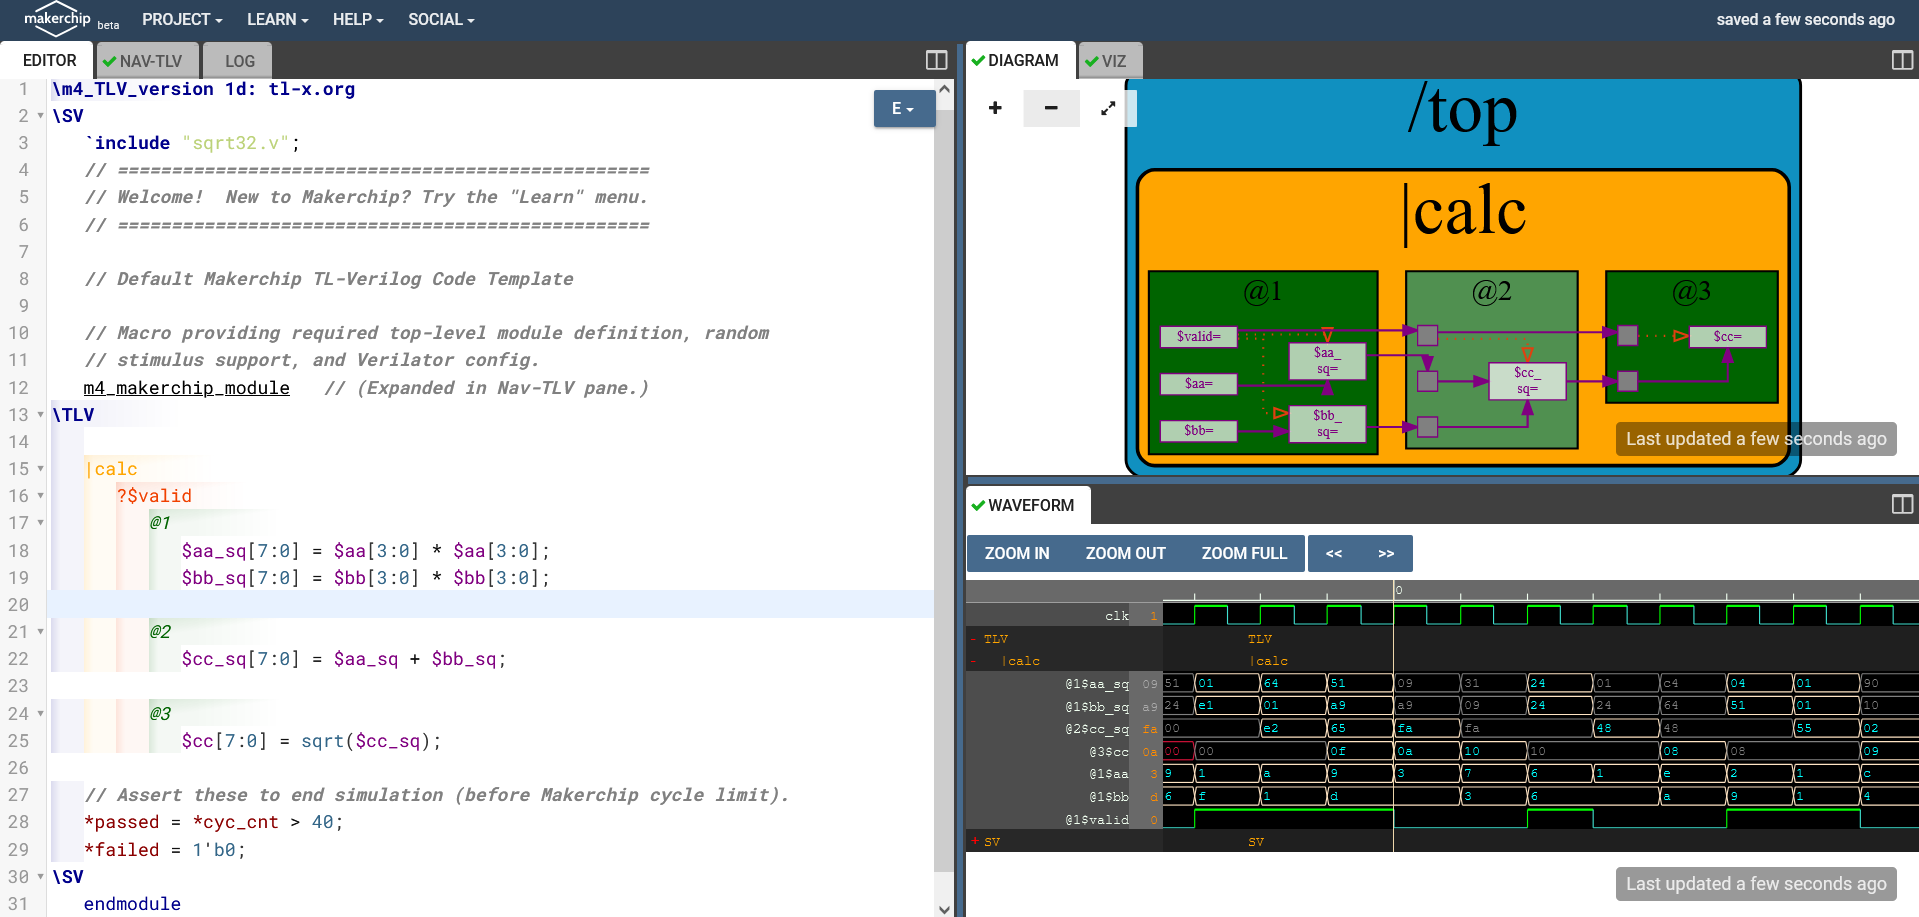 makerchip beta PROJECT LEARN HELP SOCIAL saved a few seconds ago
EDITOR NAV-TLV LOG
1 \m4_TLV_version 1d: tl-x.org
2 \SV
3 `include "sqrt32.v";
4 // =================================================
5 // Welcome!  New to Makerchip? Try the "Learn" menu.
6 // =================================================
7
8 // Default Makerchip TL-Verilog Code Template
9
10 // Macro providing required top-level module definition, random
11 // stimulus support, and Verilator config.
12 m4_makerchip_module   // (Expanded in Nav-TLV pane.)
13 \TLV
14
15 |calc
16 ?$valid
17 @1
18 $aa_sq[7:0] = $aa[3:0] * $aa[3:0];
19 $bb_sq[7:0] = $bb[3:0] * $bb[3:0];
20
21 @2
22 $cc_sq[7:0] = $aa_sq + $bb_sq;
23
24 @3
25 $cc[7:0] = sqrt($cc_sq);
26
27 // Assert these to end simulation (before Makerchip cycle limit).
28 *passed = *cyc_cnt > 40;
29 *failed = 1'b0;
30 \SV
31 endmodule
E
DIAGRAM VIZ
+ −
/top
|calc
@1 @2 @3
$valid= $cc=
$aa_
sq=
$cc_
sq=
$aa=
$bb_
sq=
$bb=
Last updated a few seconds ago
WAVEFORM
ZOOM IN ZOOM OUT ZOOM FULL << >>
0
clk 1
- TLV TLV
- |calc |calc
@1$aa_sq 09 51 01 64 51 09 31 24 01 c4 04 01 90
@1$bb_sq a9 24 e1 01 a9 a9 09 24 24 64 51 01 10
@2$cc_sq fa 00 e2 65 fa fa 48 48 55 02
@3$cc 0a 00 00 0f 0a 10 10 08 08 09
@1$aa 3 9 1 a 9 3 7 6 1 e 2 1 c
@1$bb d 6 f 1 d 3 6 a 9 1 4
@1$valid 0
+ SV SV
Last updated a few seconds ago